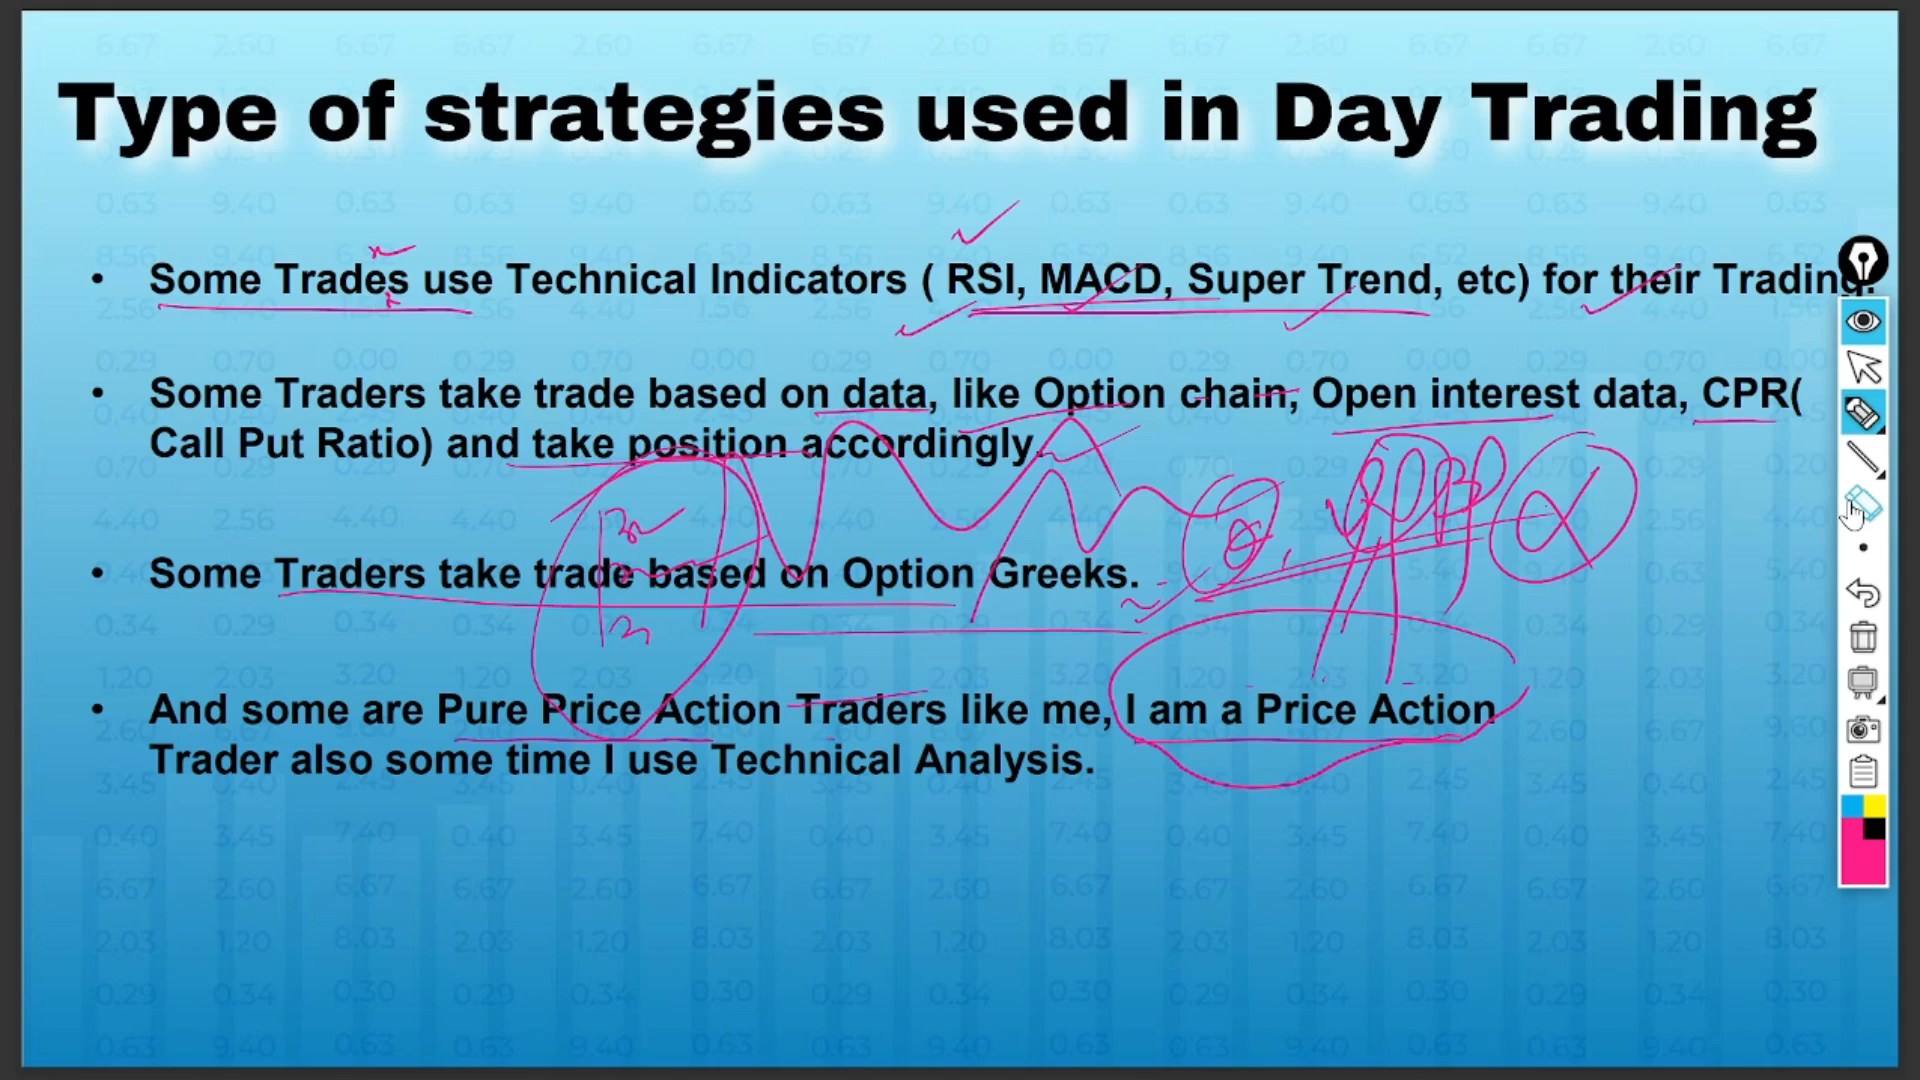 Type of strategies used in Day Trading
• Some Trades use Technical Indicators ( RSI, MACD, Super Trend, etc) for their Trading.
• Some Traders take trade based on data, like Option chain, Open interest data, CPR(
Call Put Ratio) and take position accordingly.
• Some Traders take trade based on Option Greeks.
• And some are Pure Price Action Traders like me, I am a Price Action
Trader also some time I use Technical Analysis.